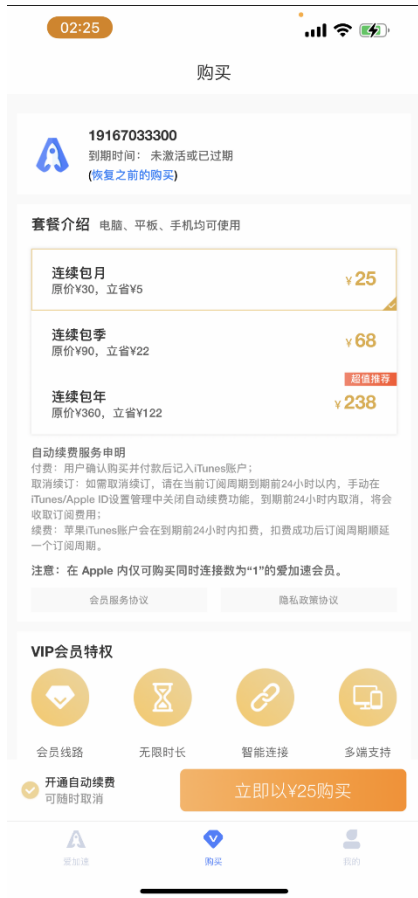 02:25
购买
19167033300
到期时间： 未激活或已过期
(恢复之前的购买)
套餐介绍 电脑、平板、手机均可使用
连续包月
原价¥30，立省¥5
¥25
连续包季
原价¥90，立省¥22
¥68
超值推荐
连续包年
原价¥360，立省¥122
¥238
自动续费服务申明
付费：用户确认购买并付款后记入iTunes账户；
取消续订：如需取消续订，请在当前订阅周期到期前24小时以内，手动在
iTunes/Apple ID设置管理中关闭自动续费功能，到期前24小时内取消，将会
收取订阅费用；
续费：苹果iTunes账户会在到期前24小时内扣费，扣费成功后订阅周期顺延
一个订阅周期。
注意：在 Apple 内仅可购买同时连接数为“1”的爱加速会员。
会员服务协议
隐私政策协议
VIP会员特权
会员线路
无限时长
智能连接
多端支持
开通自动续费
可随时取消
立即以¥25购买
爱加速
购买
我的